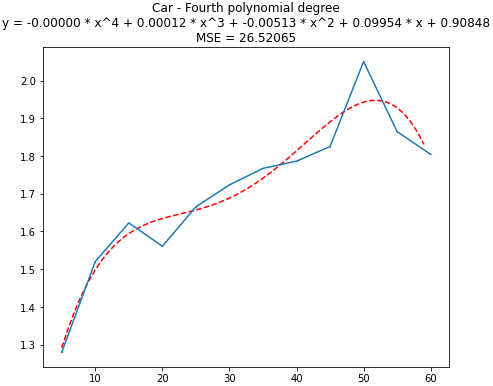 Car - Fourth polynomial degree
y = -0.00000 * x^4 + 0.00012 * x^3 + -0.00513 * x^2 + 0.09954 * x + 0.90848
MSE = 26.52065
2.0
1.9
1.8
1.7
1.6
1.5
1.4
1.3
10 20 30 40 50 60